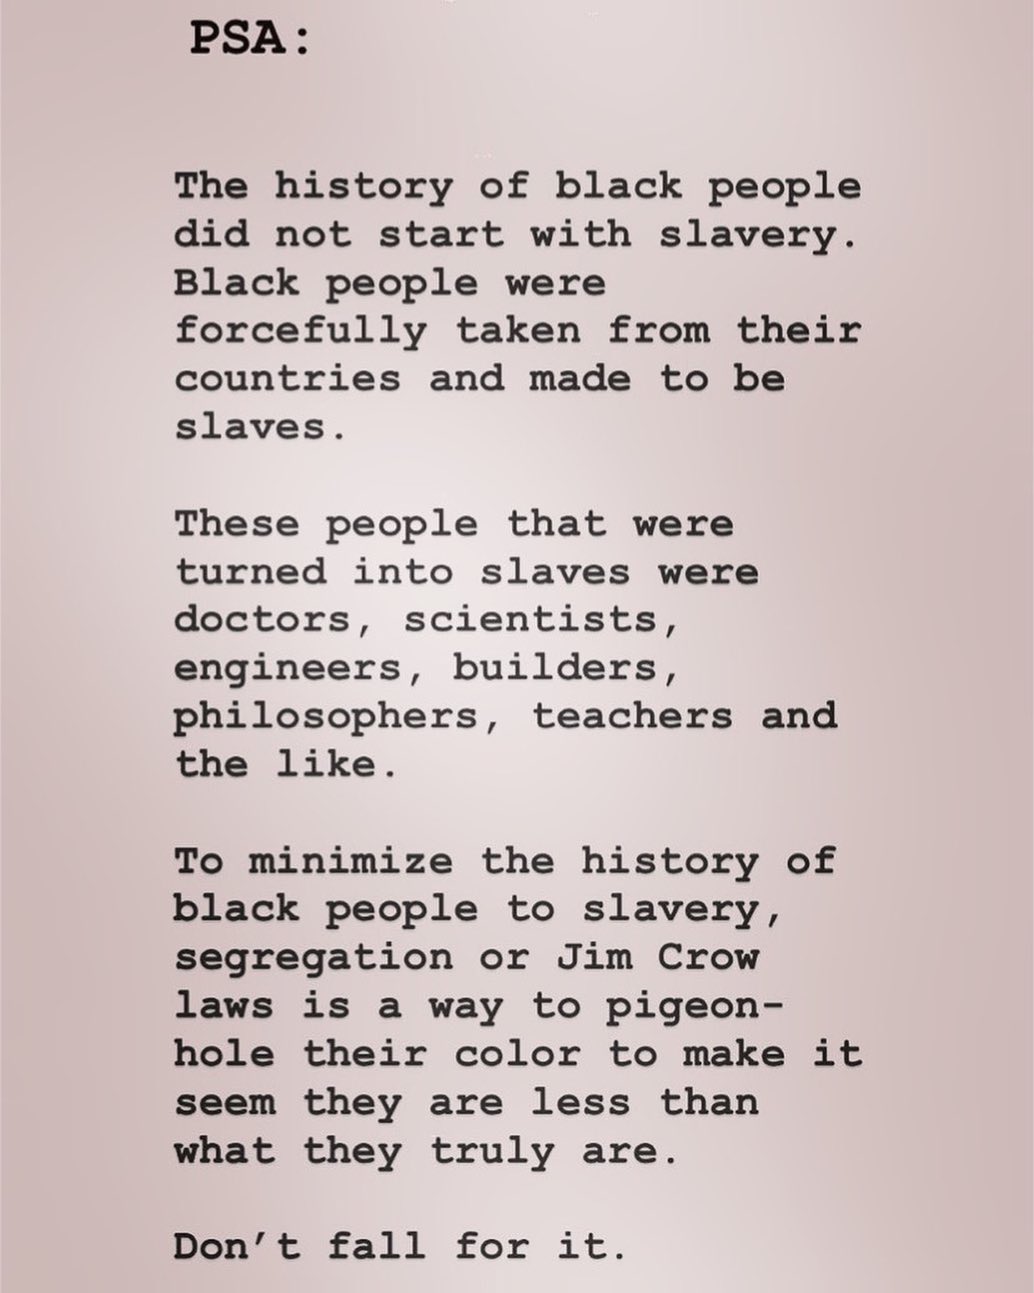 PSA:
The history of black people
did not start with slavery.
Black people were
forcefully taken from their
countries and made to be
slaves.
These people that were
turned into slaves were
doctors, scientists,
engineers, builders,
philosophers, teachers and
the like.
To minimize the history of
black people to slavery,
segregation or Jim Crow
laws is a way to pigeon-
hole their color to make it
seem they are less than
what they truly are.
Don’t fall for it.